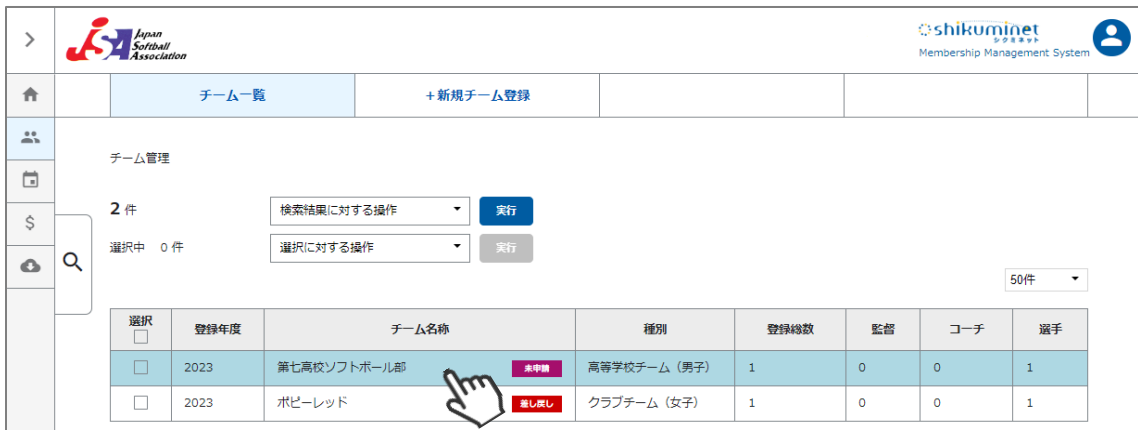 JSA Japan
Softball
Association
shikuminet
シクミネット
Membership Management System
チーム一覧
+新規チーム登録
チーム管理
2 件
検索結果に対する操作
実行
選択中 0 件
選択に対する操作
実行
50件
選択 登録年度 チーム名称 種別 登録総数 監督 コーチ 選手
2023 第七高校ソフトボール部 未申請 高等学校チーム（男子） 1 0 0 1
2023 ポピーレッド 差し戻し クラブチーム（女子） 1 0 0 1